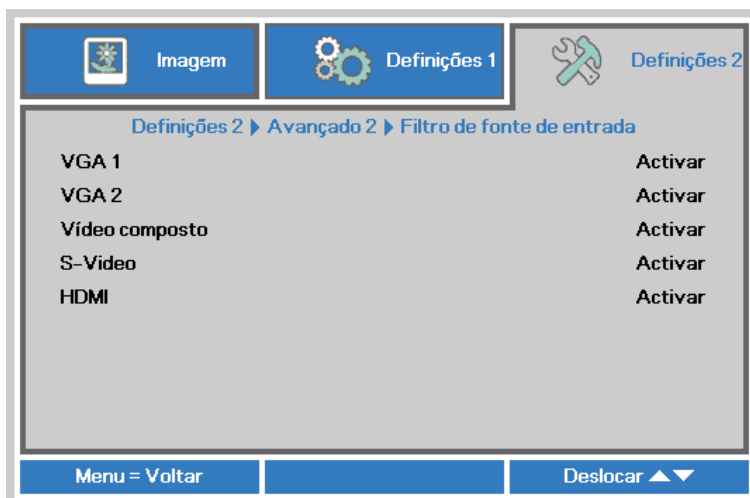 Imagem Definições 1 Definições 2
Definições 2 ▶ Avançado 2 ▶ Filtro de fonte de entrada
VGA 1 Activar
VGA 2 Activar
Vídeo composto Activar
S-Video Activar
HDMI Activar
Menu = Voltar Deslocar ▲▼